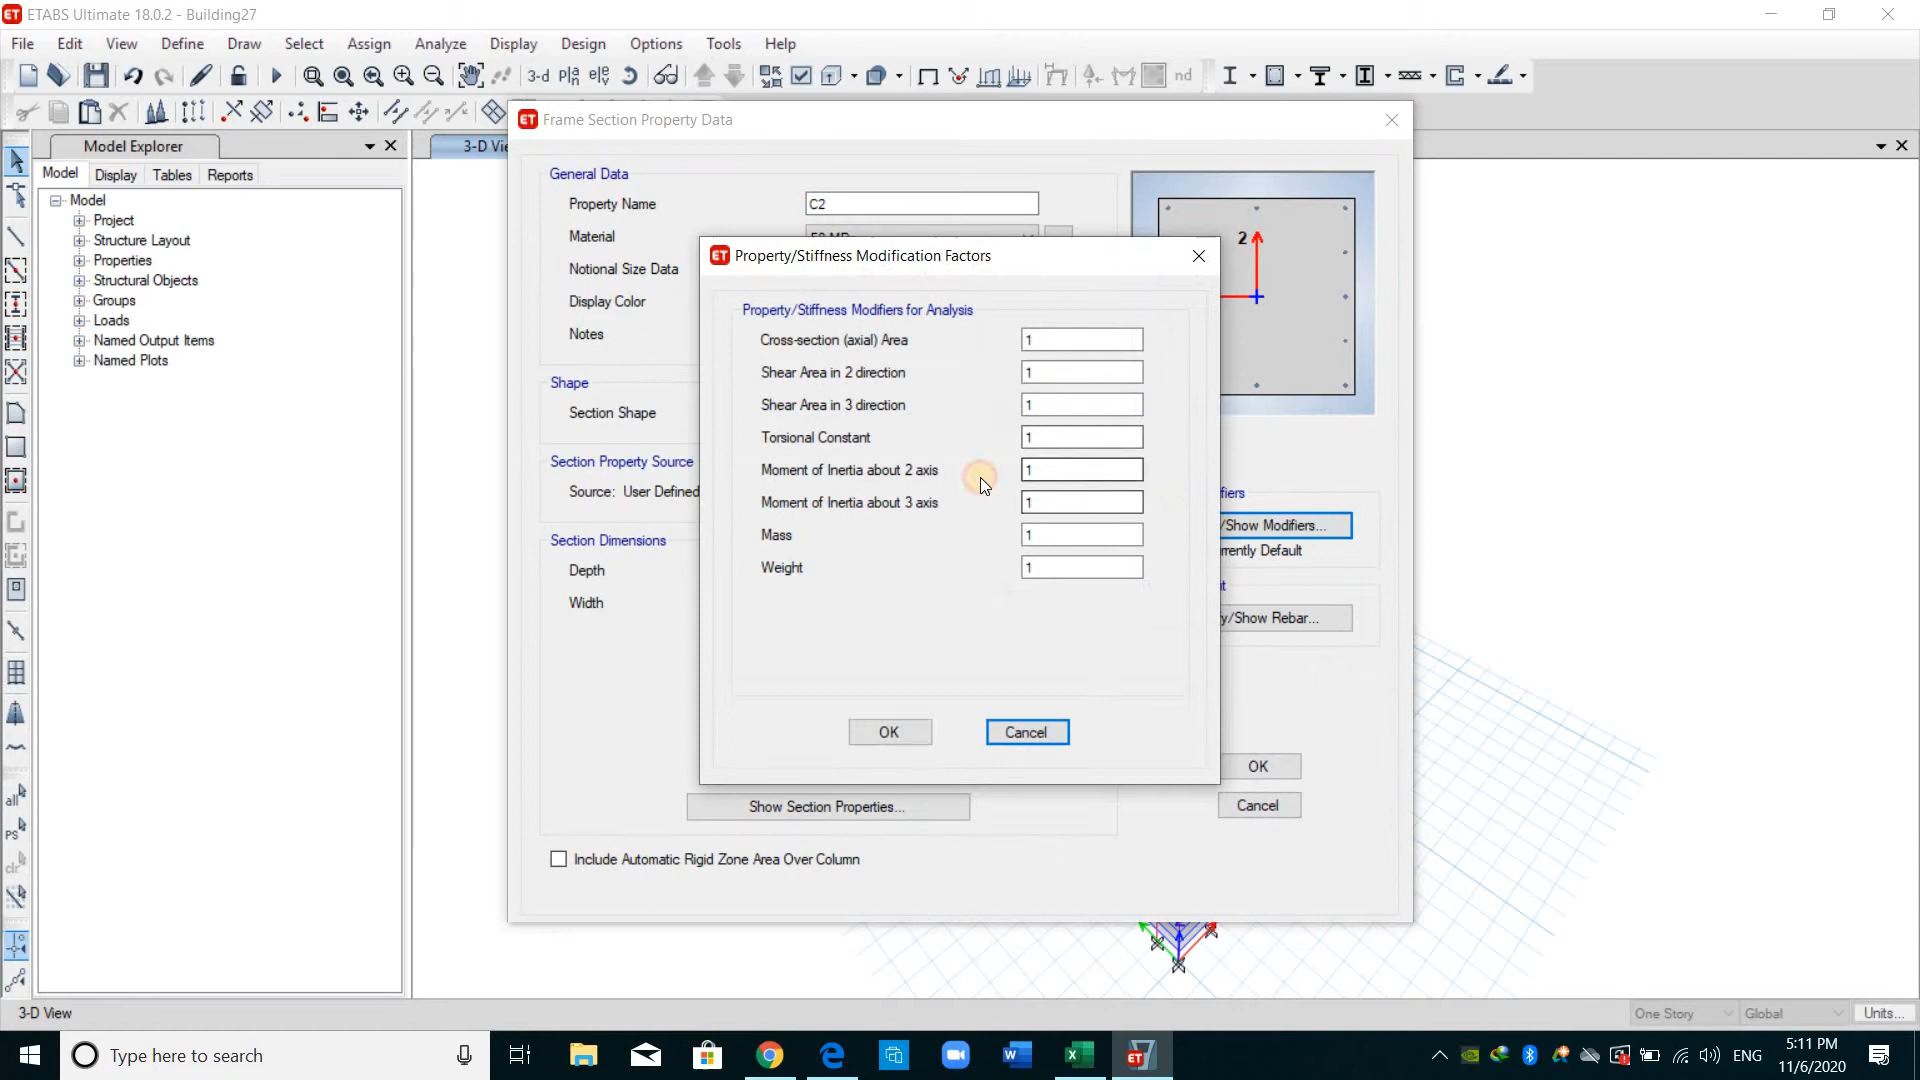 ETABS Ultimate 18.0.2 - Building27
File Edit View Define Draw Select Assign Analyze Display Design Options Tools Help
3-d
nd
Frame Section Property Data
Model Explorer
3-D Vie
Model Display Tables Reports
Model
Project
Structure Layout
Properties
Structural Objects
Groups
Loads
Named Output Items
Named Plots
General Data
Property Name C2
Material
Notional Size Data
Display Color
Notes
Shape
Section Shape
Section Property Source
Source: User Defined
Section Dimensions
Depth
Width
Show Section Properties...
Include Automatic Rigid Zone Area Over Column
2
Property/Stiffness Modification Factors
Property/Stiffness Modifiers for Analysis
Cross-section (axial) Area 1
Shear Area in 2 direction 1
Shear Area in 3 direction 1
Torsional Constant 1
Moment of Inertia about 2 axis 1
Moment of Inertia about 3 axis 1
Mass 1
Weight 1
OK Cancel
fiers
/Show Modifiers...
rrently Default
y/Show Rebar...
OK
Cancel
all
PS
clr
3-D View
One Story Global Units...
Type here to search
ENG
5:11 PM
11/6/2020